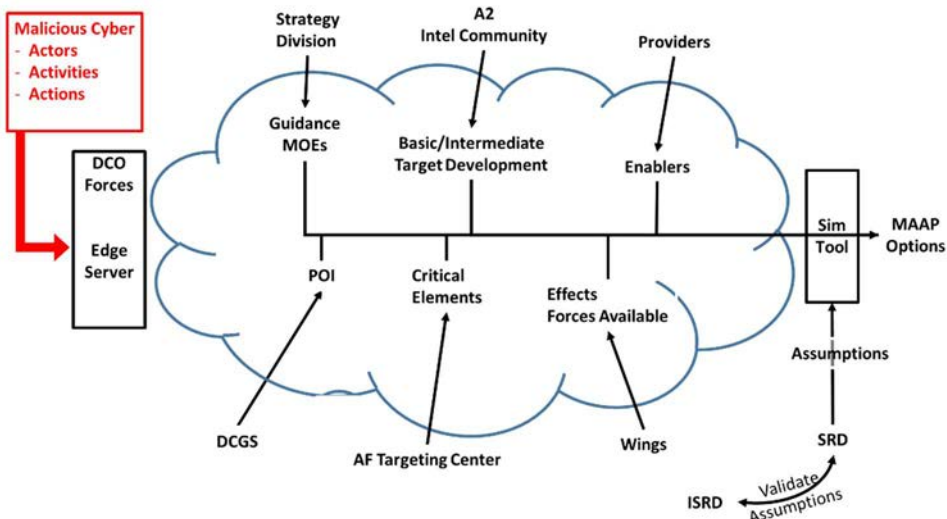 Malicious Cyber
- Actors
- Activities
- Actions
DCO
Forces
Edge
Server
Strategy
Division
A2
Intel Community
Providers
Guidance
MOEs
Basic/Intermediate
Target Development
Enablers
Sim
Tool
MAAP
Options
POI
Critical
Elements
Effects
Forces Available
Assumptions
DCGS
AF Targeting Center
Wings
SRD
ISRD
Validate
Assumptions